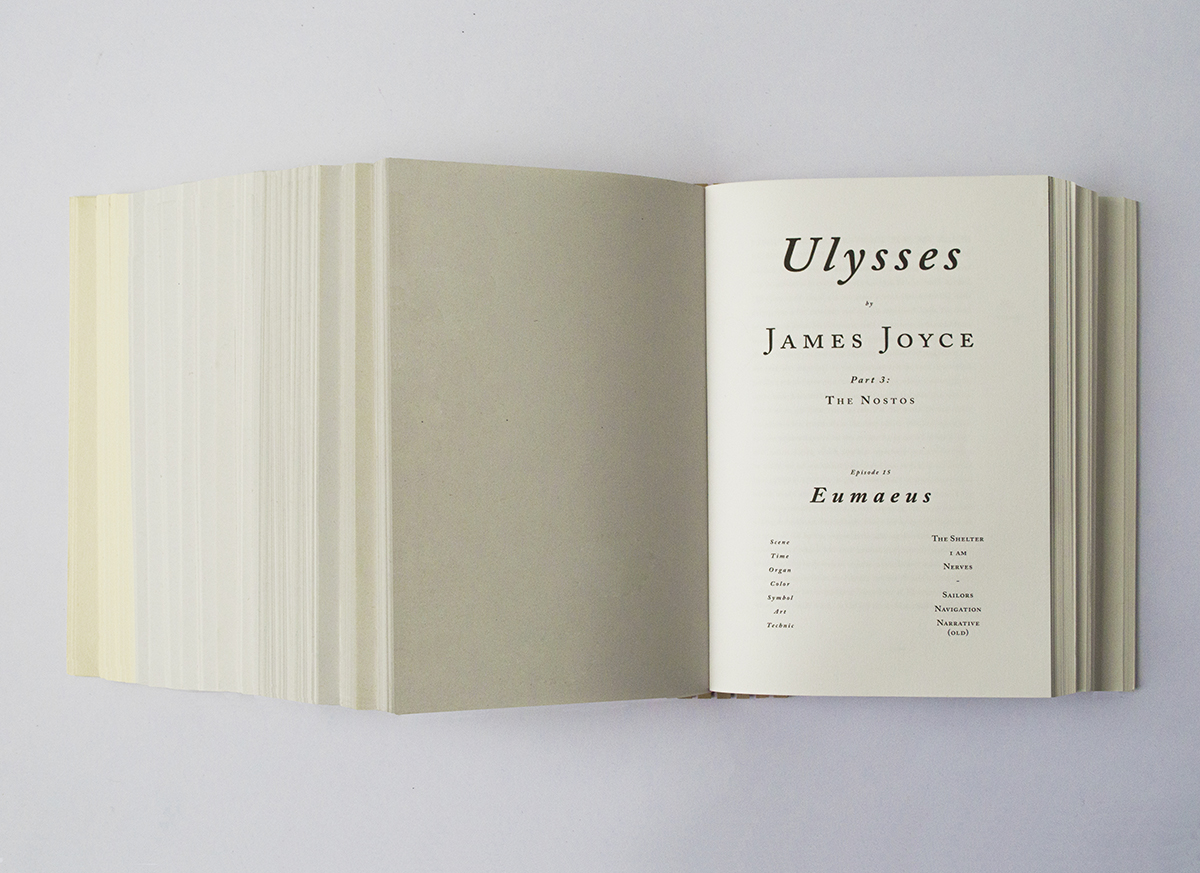 Ulysses
by
James Joyce
Part 3:
The Nostos
Episode 15
Eumaeus
Scene The Shelter
Time 1 am
Organ Nerves
Color -
Symbol Sailors
Art Navigation
Technic Narrative
(old)